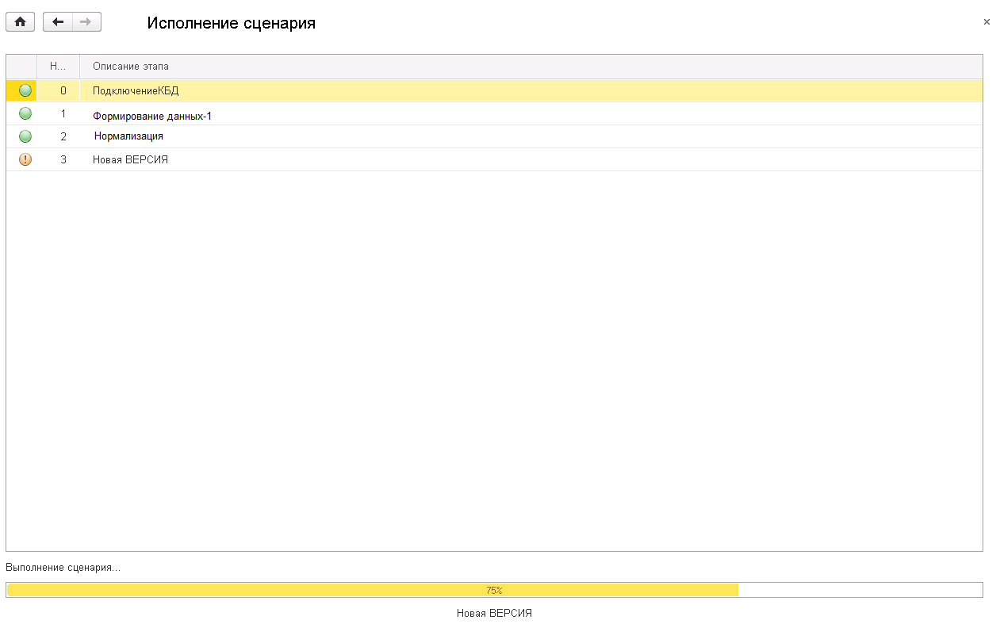 Исполнение сценария
×
Н... Описание этапа
0 ПодключениеКБД
1 Формирование данных-1
2 Нормализация
3 Новая ВЕРСИЯ
Выполнение сценария...
75%
Новая ВЕРСИЯ